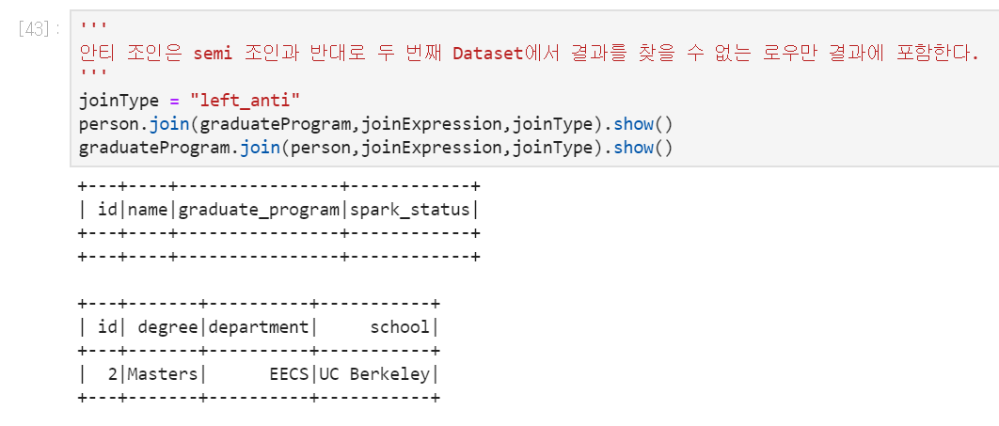 [43]: '''
안티 조인은 semi 조인과 반대로 두 번째 Dataset에서 결과를 찾을 수 없는 로우만 결과에 포함한다.
'''
joinType = "left_anti"
person.join(graduateProgram,joinExpression,joinType).show()
graduateProgram.join(person,joinExpression,joinType).show()
+---+----+----------------+------------+
| id|name|graduate_program|spark_status|
+---+----+----------------+------------+
+---+----+----------------+------------+
+---+-------+----------+-----------+
| id| degree|department|     school|
+---+-------+----------+-----------+
|  2|Masters|      EECS|UC Berkeley|
+---+-------+----------+-----------+